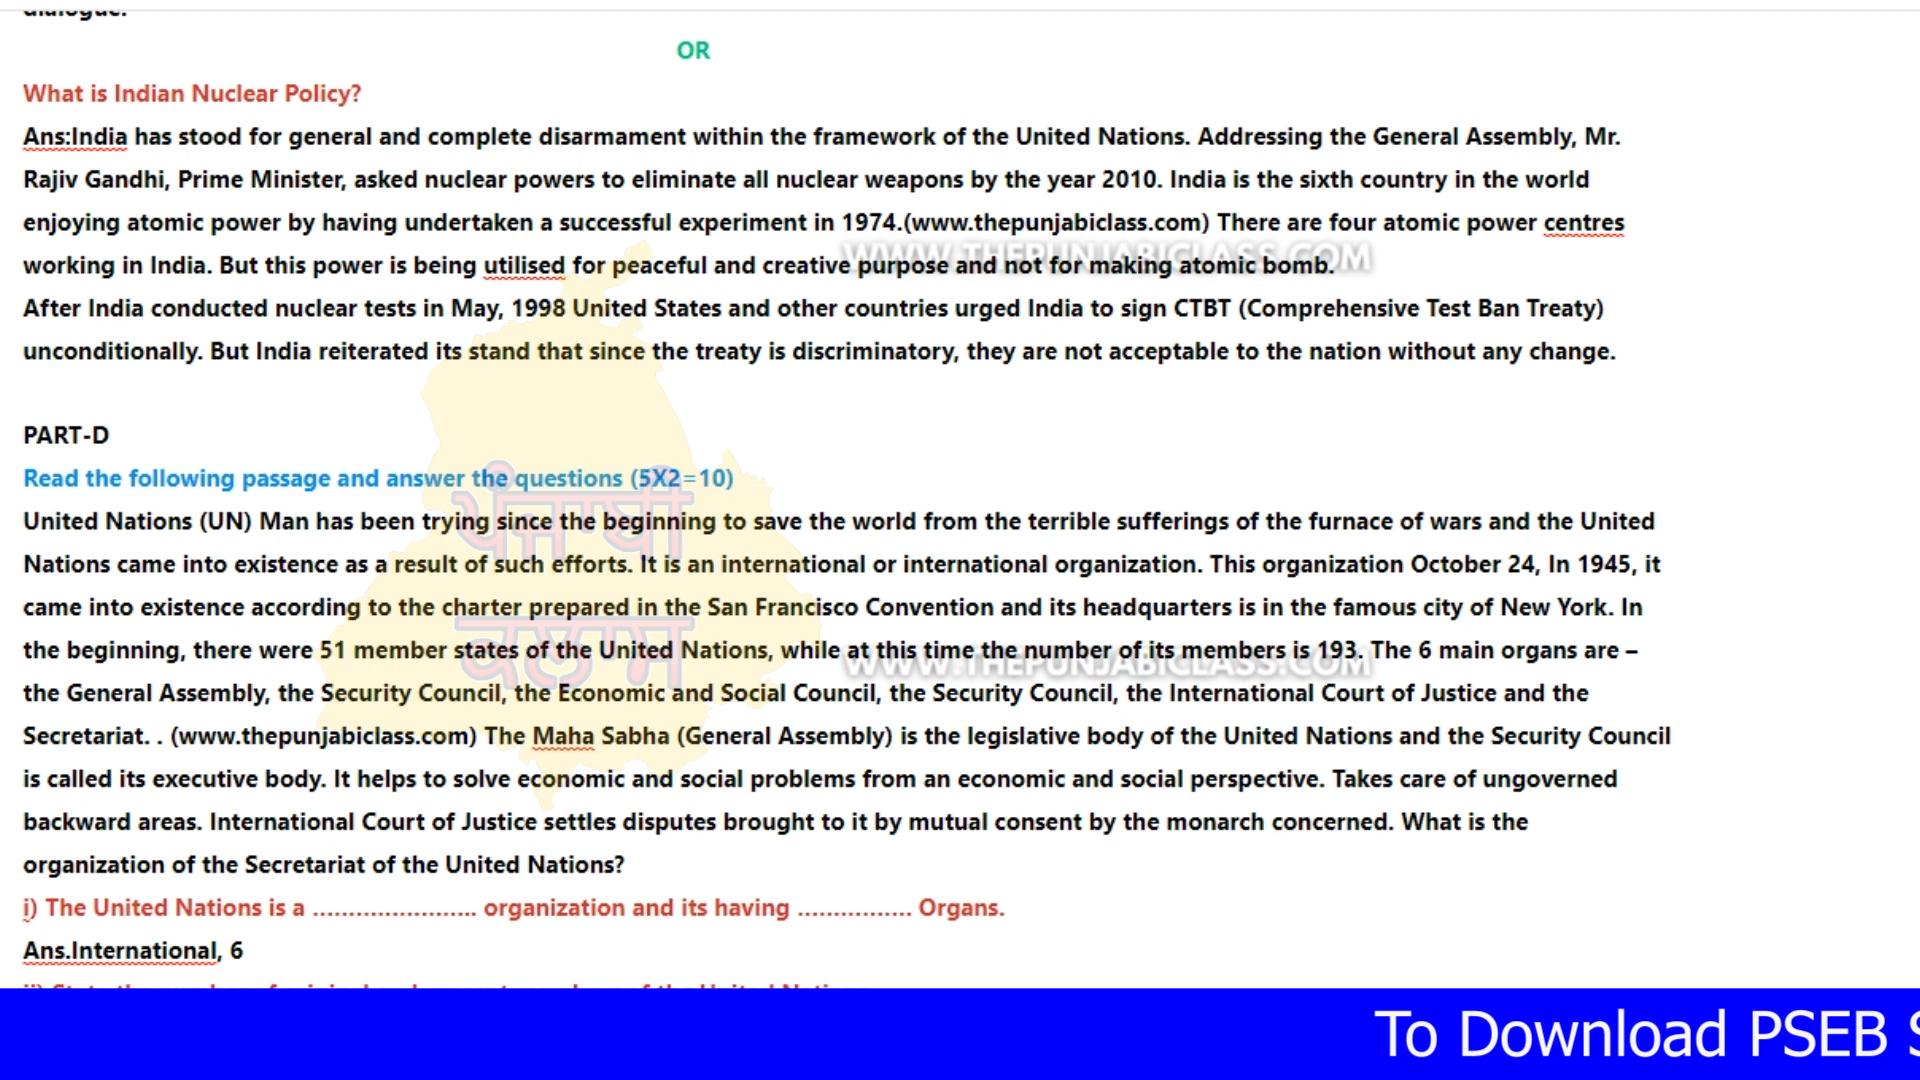 dialogue.
OR
What is Indian Nuclear Policy?
Ans:India has stood for general and complete disarmament within the framework of the United Nations. Addressing the General Assembly, Mr.
Rajiv Gandhi, Prime Minister, asked nuclear powers to eliminate all nuclear weapons by the year 2010. India is the sixth country in the world
enjoying atomic power by having undertaken a successful experiment in 1974.(www.thepunjabiclass.com) There are four atomic power centres
WWW.THEPUNJABICLASS.COM
working in India. But this power is being utilised for peaceful and creative purpose and not for making atomic bomb.
After India conducted nuclear tests in May, 1998 United States and other countries urged India to sign CTBT (Comprehensive Test Ban Treaty)
unconditionally. But India reiterated its stand that since the treaty is discriminatory, they are not acceptable to the nation without any change.
PART-D
Read the following passage and answer the questions (5X2=10)
ਪੰਜਾਬੀ
United Nations (UN) Man has been trying since the beginning to save the world from the terrible sufferings of the furnace of wars and the United
Nations came into existence as a result of such efforts. It is an international or international organization. This organization October 24, In 1945, it
came into existence according to the charter prepared in the San Francisco Convention and its headquarters is in the famous city of New York. In
ਕਲਾਸ
the beginning, there were 51 member states of the United Nations, while at this time the number of its members is 193. The 6 main organs are –
WWW.THEPUNJABICLASS.COM
the General Assembly, the Security Council, the Economic and Social Council, the Security Council, the International Court of Justice and the
Secretariat. . (www.thepunjabiclass.com) The Maha Sabha (General Assembly) is the legislative body of the United Nations and the Security Council
is called its executive body. It helps to solve economic and social problems from an economic and social perspective. Takes care of ungoverned
backward areas. International Court of Justice settles disputes brought to it by mutual consent by the monarch concerned. What is the
organization of the Secretariat of the United Nations?
i) The United Nations is a ....................... organization and its having ................ Organs.
Ans.International, 6
To Download PSEB S